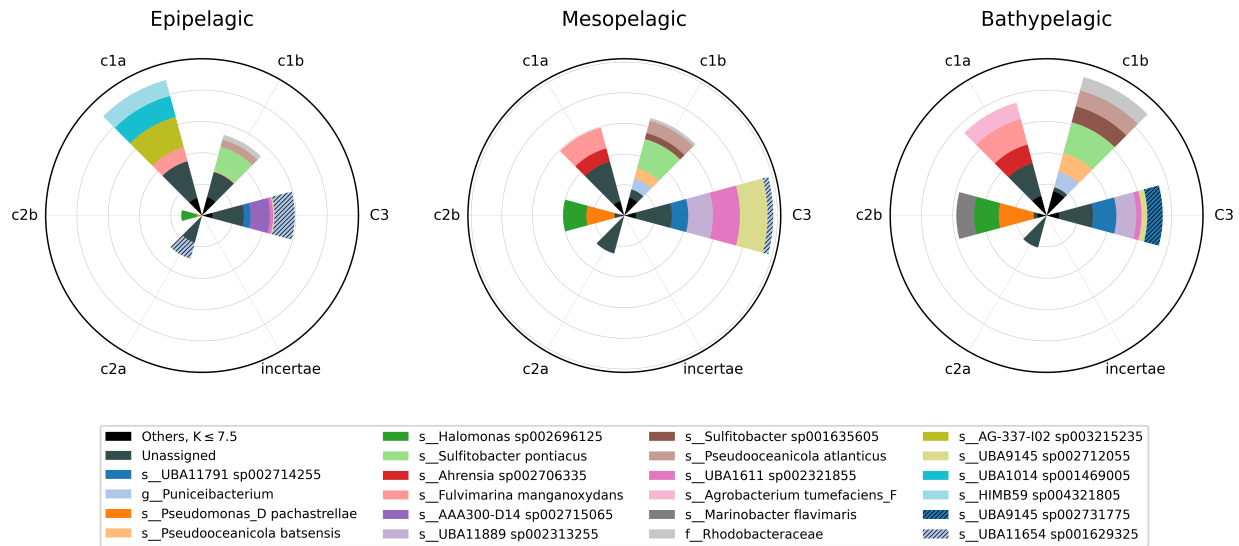 Epipelagic
Mesopelagic
Bathypelagic
c1a
c1b
c1a
c1b
c1a
c1b
c2b
C3
c2b
C3
c2b
C3
c2a
incertae
c2a
incertae
c2a
incertae
Others, K ≤ 7.5
Unassigned
s__UBA11791 sp002714255
g__Puniceibacterium
s__Pseudomonas_D pachastrellae
s__Pseudooceanicola batsensis
s__Halomonas sp002696125
s__Sulfitobacter pontiacus
s__Ahrensia sp002706335
s__Fulvimarina manganoxydans
s__AAA300-D14 sp002715065
s__UBA11889 sp002313255
s__Sulfitobacter sp001635605
s__Pseudooceanicola atlanticus
s__UBA1611 sp002321855
s__Agrobacterium tumefaciens_F
s__Marinobacter flavimaris
f__Rhodobacteraceae
s__AG-337-I02 sp003215235
s__UBA9145 sp002712055
s__UBA1014 sp001469005
s__HIMB59 sp004321805
s__UBA9145 sp002731775
s__UBA11654 sp001629325